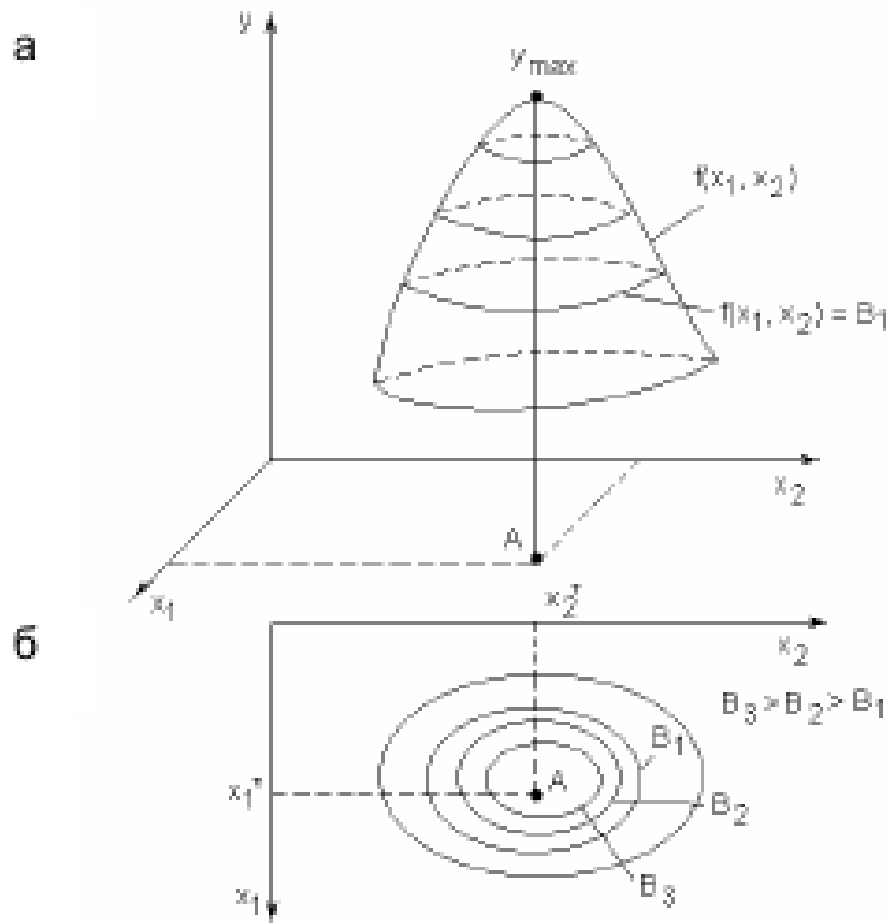 а
y
y max
f(x1, x2)
f(x1, x2) = B1
x2
A
x1
x2*
б
x2
B3 > B2 > B1
B1
x1*
A
B2
B3
x1